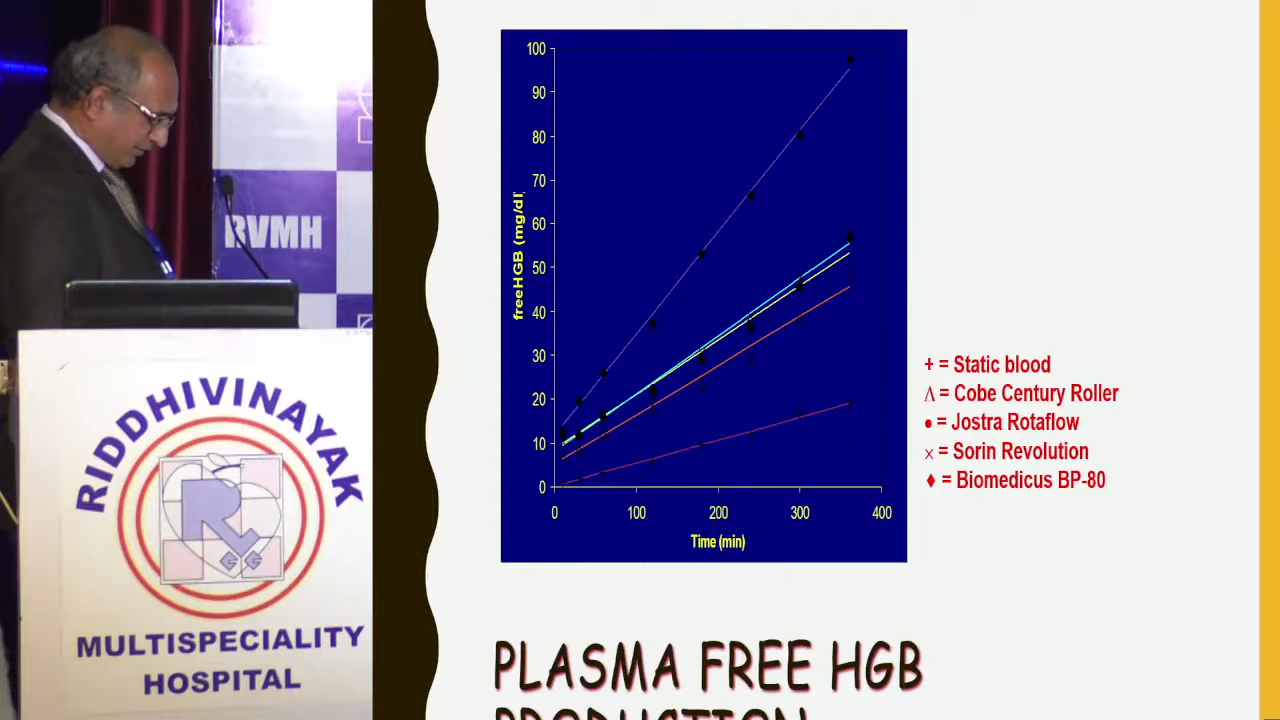 RVMH
RIDDHIVINAYAK
MULTISPECIALITY
HOSPITAL
100
90
80
70
60
50
40
30
20
10
0
freeHGB (mg/dl
0 100 200 300 400
Time (min)
+ = Static blood
Λ = Cobe Century Roller
● = Jostra Rotaflow
× = Sorin Revolution
♦ = Biomedicus BP-80
PLASMA FREE HGB
PRODUCTION